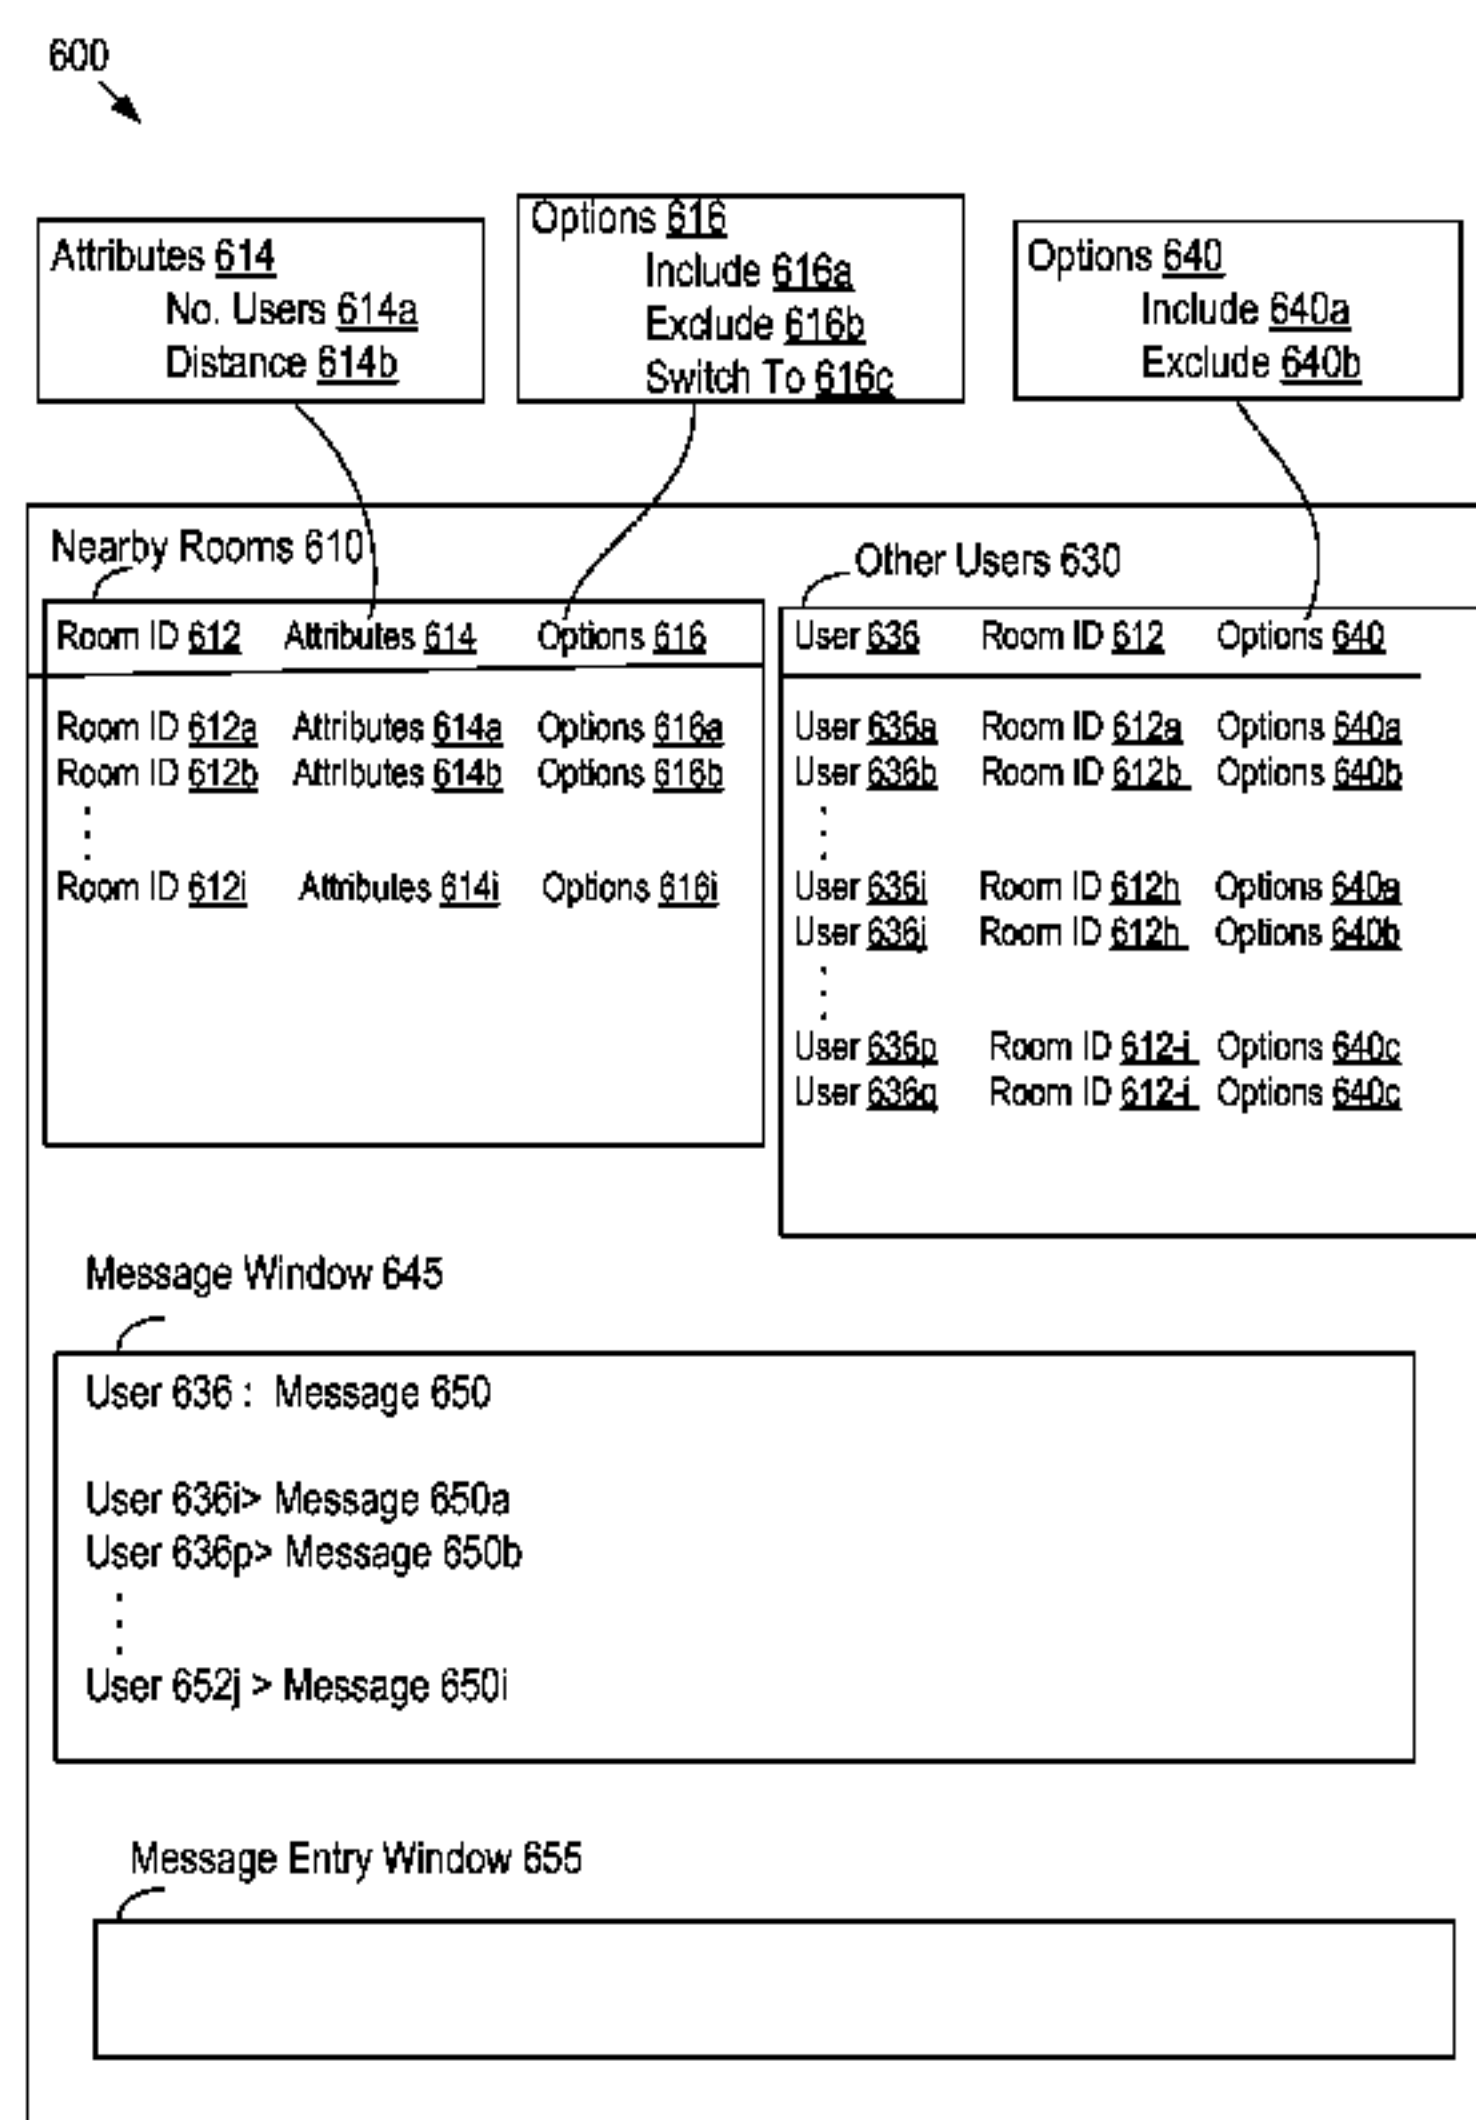 600
Attributes 614
No. Users 614a
Distance 614b
Options 616
Include 616a
Exclude 616b
Switch To 616c
Options 640
Include 640a
Exclude 640b
Nearby Rooms 610
Room ID 612 Attributes 614 Options 616
Room ID 612a Attributes 614a Options 616a
Room ID 612b Attributes 614b Options 616b
Room ID 612i Attributes 614i Options 616i
Other Users 630
User 636 Room ID 612 Options 640
User 636a Room ID 612a Options 640a
User 636b Room ID 612b Options 640b
User 636i Room ID 612h Options 640a
User 636j Room ID 612h Options 640b
User 636p Room ID 612-i Options 640c
User 636q Room ID 612-i Options 640c
Message Window 645
User 636 : Message 650
User 636i> Message 650a
User 636p> Message 650b
User 652j > Message 650i
Message Entry Window 655